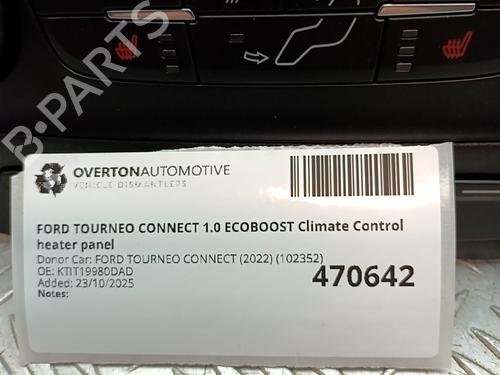 B-PARTS
OVERTONAUTOMOTIVE
VEHICLE DISMANTLERS
FORD TOURNEO CONNECT 1.0 ECOBOOST Climate Control
heater panel
Donor Car: FORD TOURNEO CONNECT (2022) (102352)
OE: KTIT19980DAD
Added: 23/10/2025
Notes:
470642